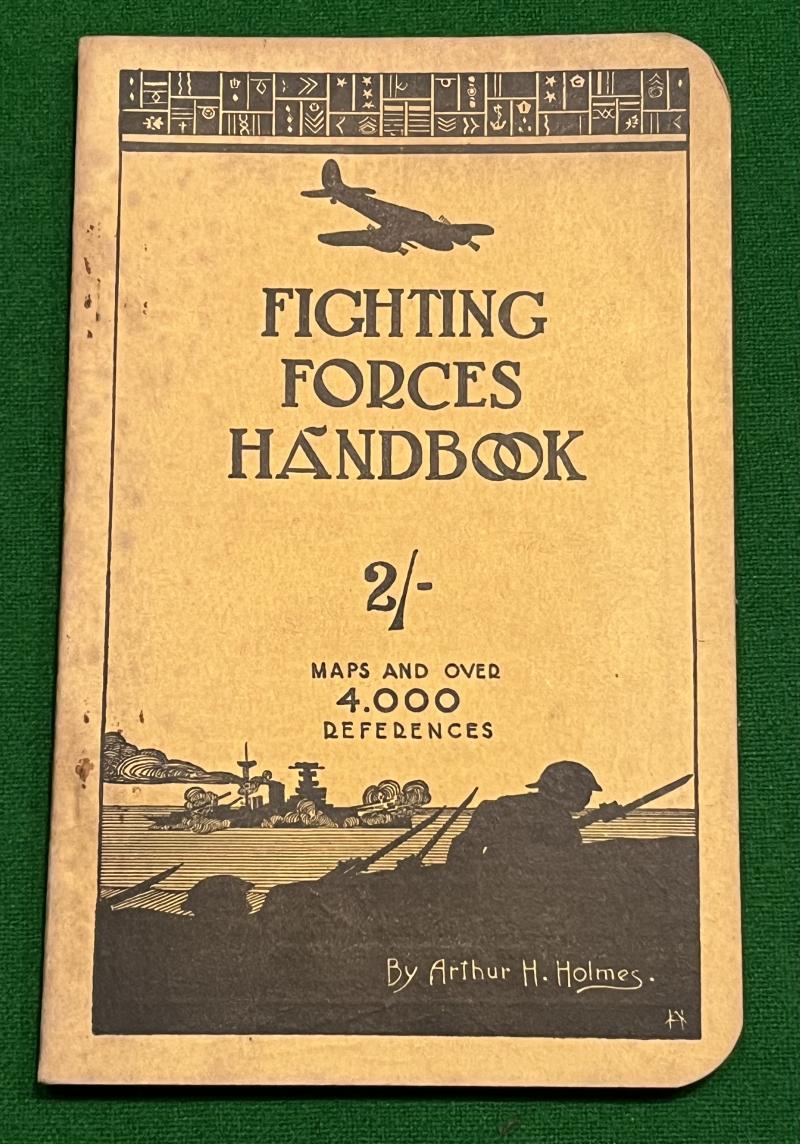 FIGHTING
FORCES
HANDBOOK
2/-
MAPS AND OVER
4.000
REFERENCES
By Arthur H. Holmes.